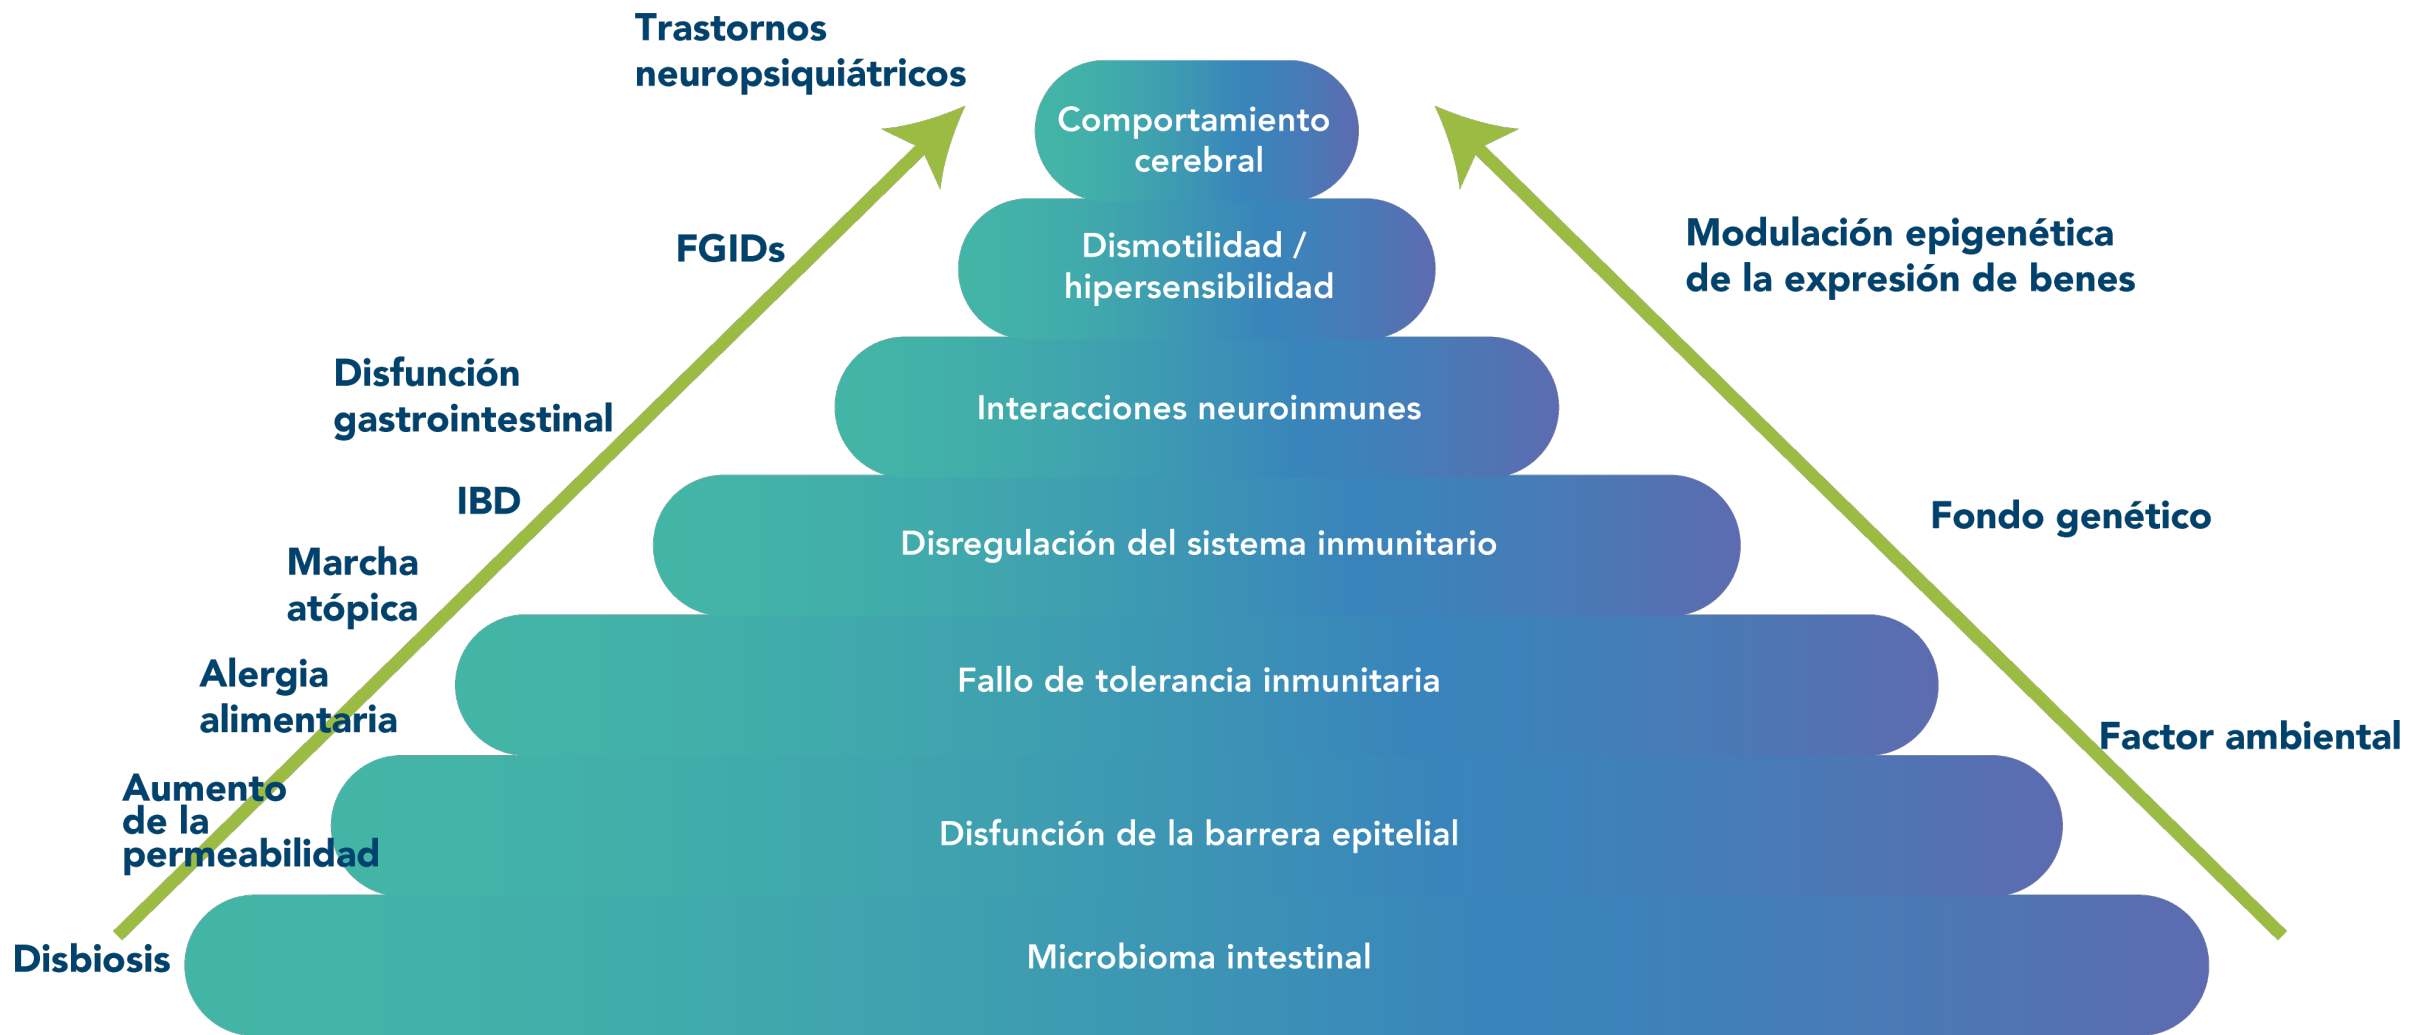 Trastornos
neuropsiquiátricos
Comportamiento
cerebral
FGIDs
Dismotilidad /
hipersensibilidad
Modulación epigenética
de la expresión de benes
Disfunción
gastrointestinal
Interacciones neuroinmunes
IBD
Disregulación del sistema inmunitario
Fondo genético
Marcha
atópica
Alergia
alimentaria
Fallo de tolerancia inmunitaria
Factor ambiental
Aumento
de la
permeabilidad
Disfunción de la barrera epitelial
Disbiosis
Microbioma intestinal